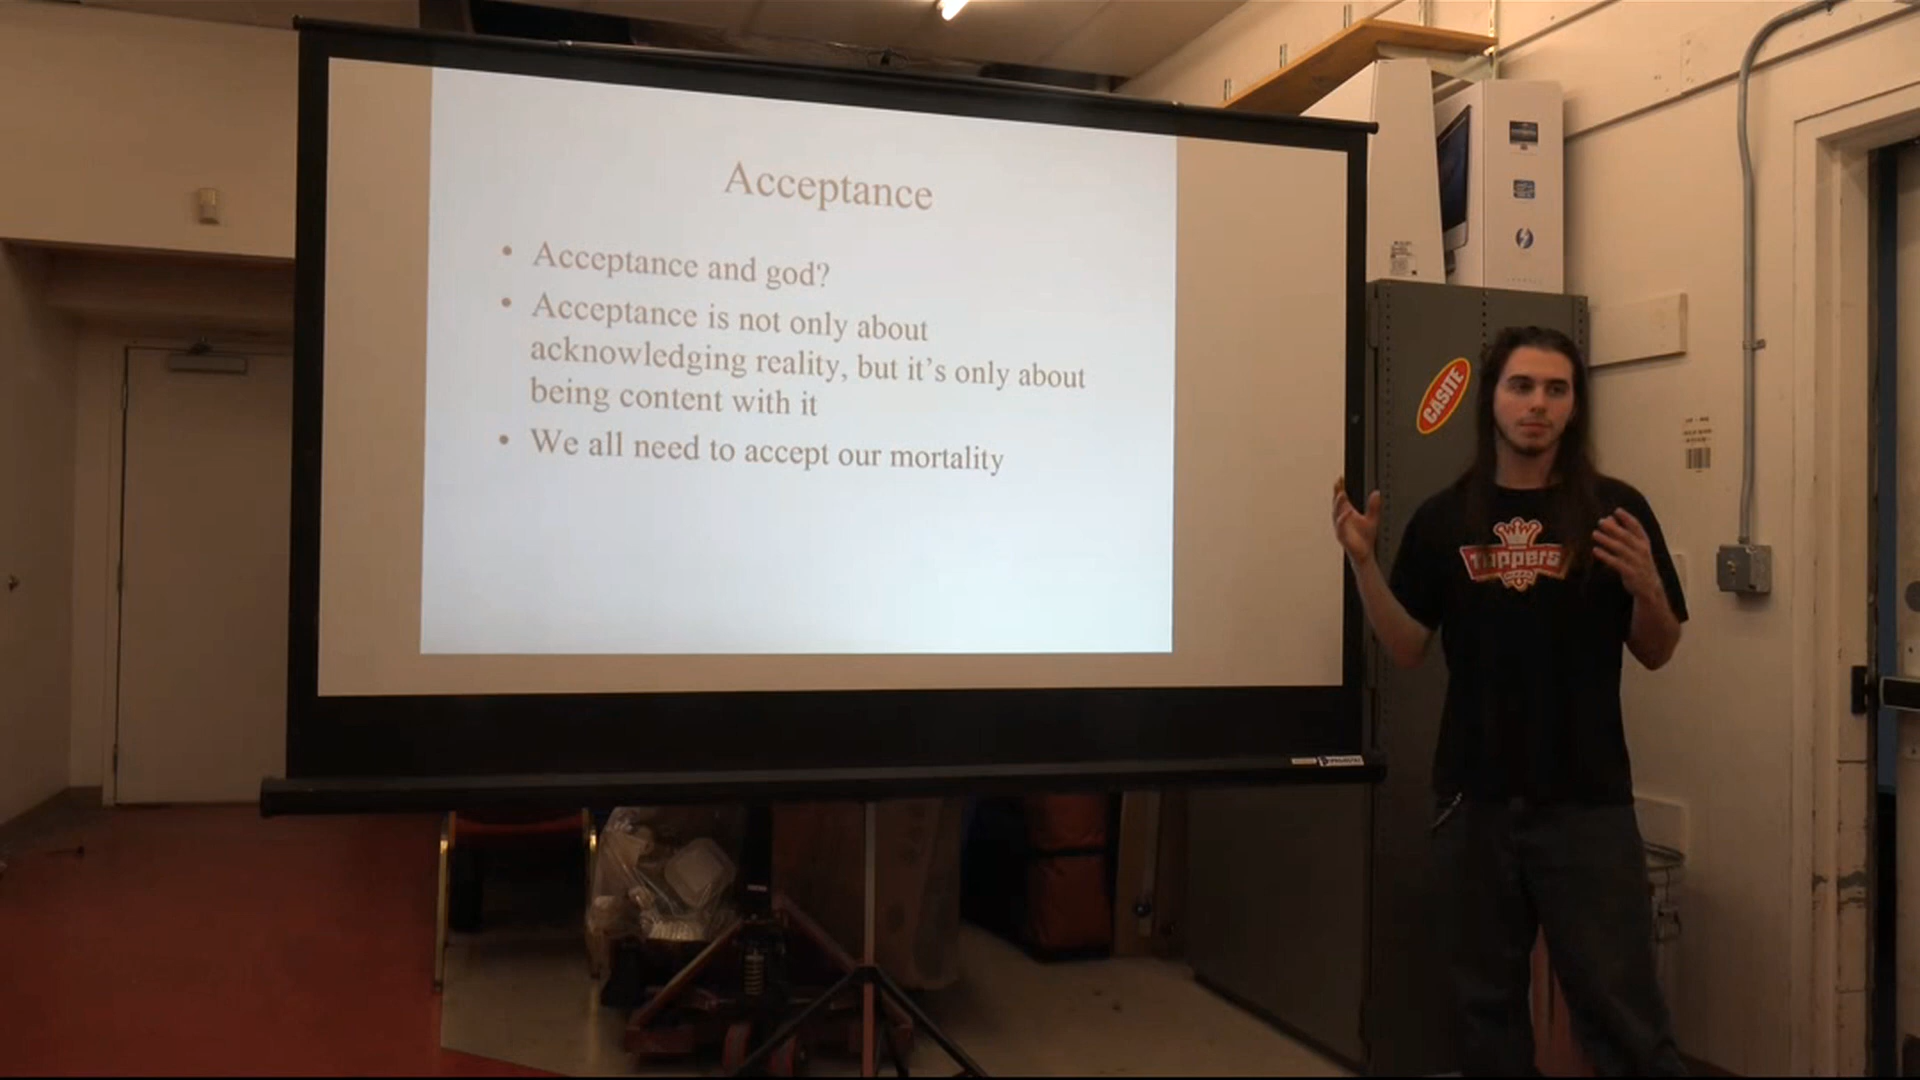 Acceptance
• Acceptance and god?
• Acceptance is not only about
acknowledging reality, but it's only about
being content with it
• We all need to accept our mortality
CASITE
Tappers